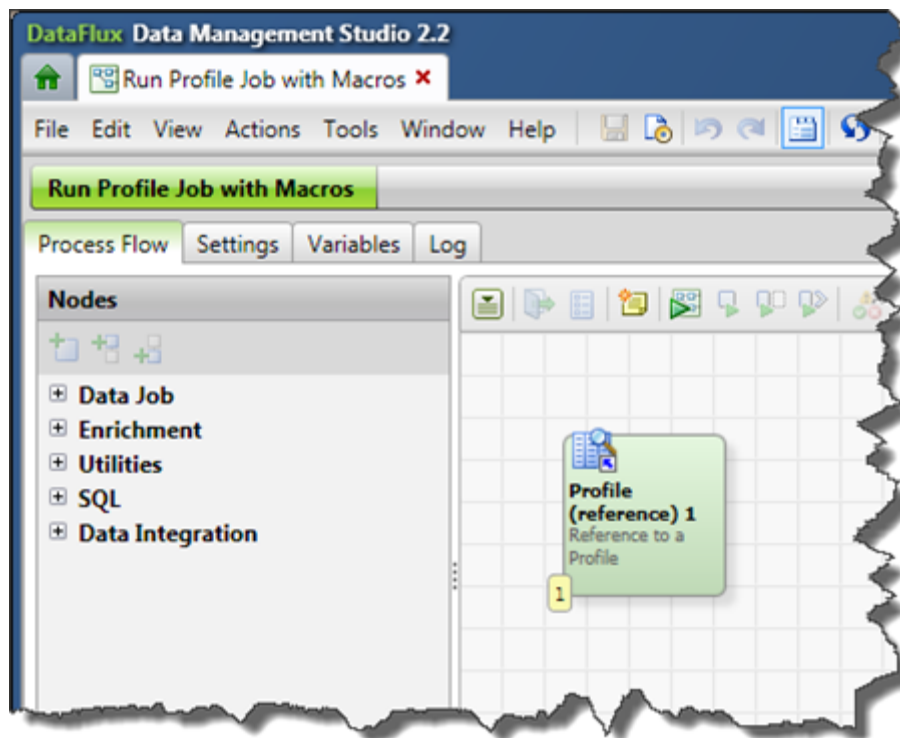 DataFlux Data Management Studio 2.2
Run Profile Job with Macros
File Edit View Actions Tools Window Help
Run Profile Job with Macros
Process Flow Settings Variables Log
Nodes
Data Job
Enrichment
Utilities
SQL
Data Integration
Profile
(reference) 1
Reference to a
Profile
1